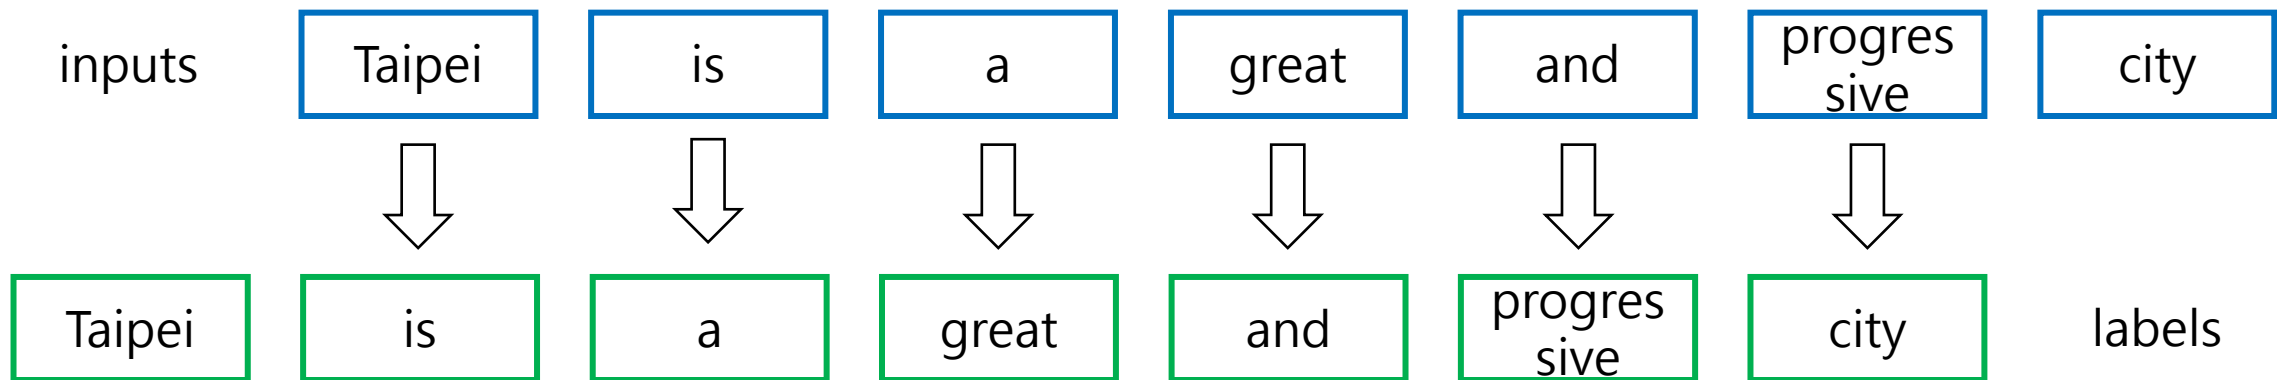 inputs Taipei is a great and progres
sive city
Taipei is a great and progres
sive city labels